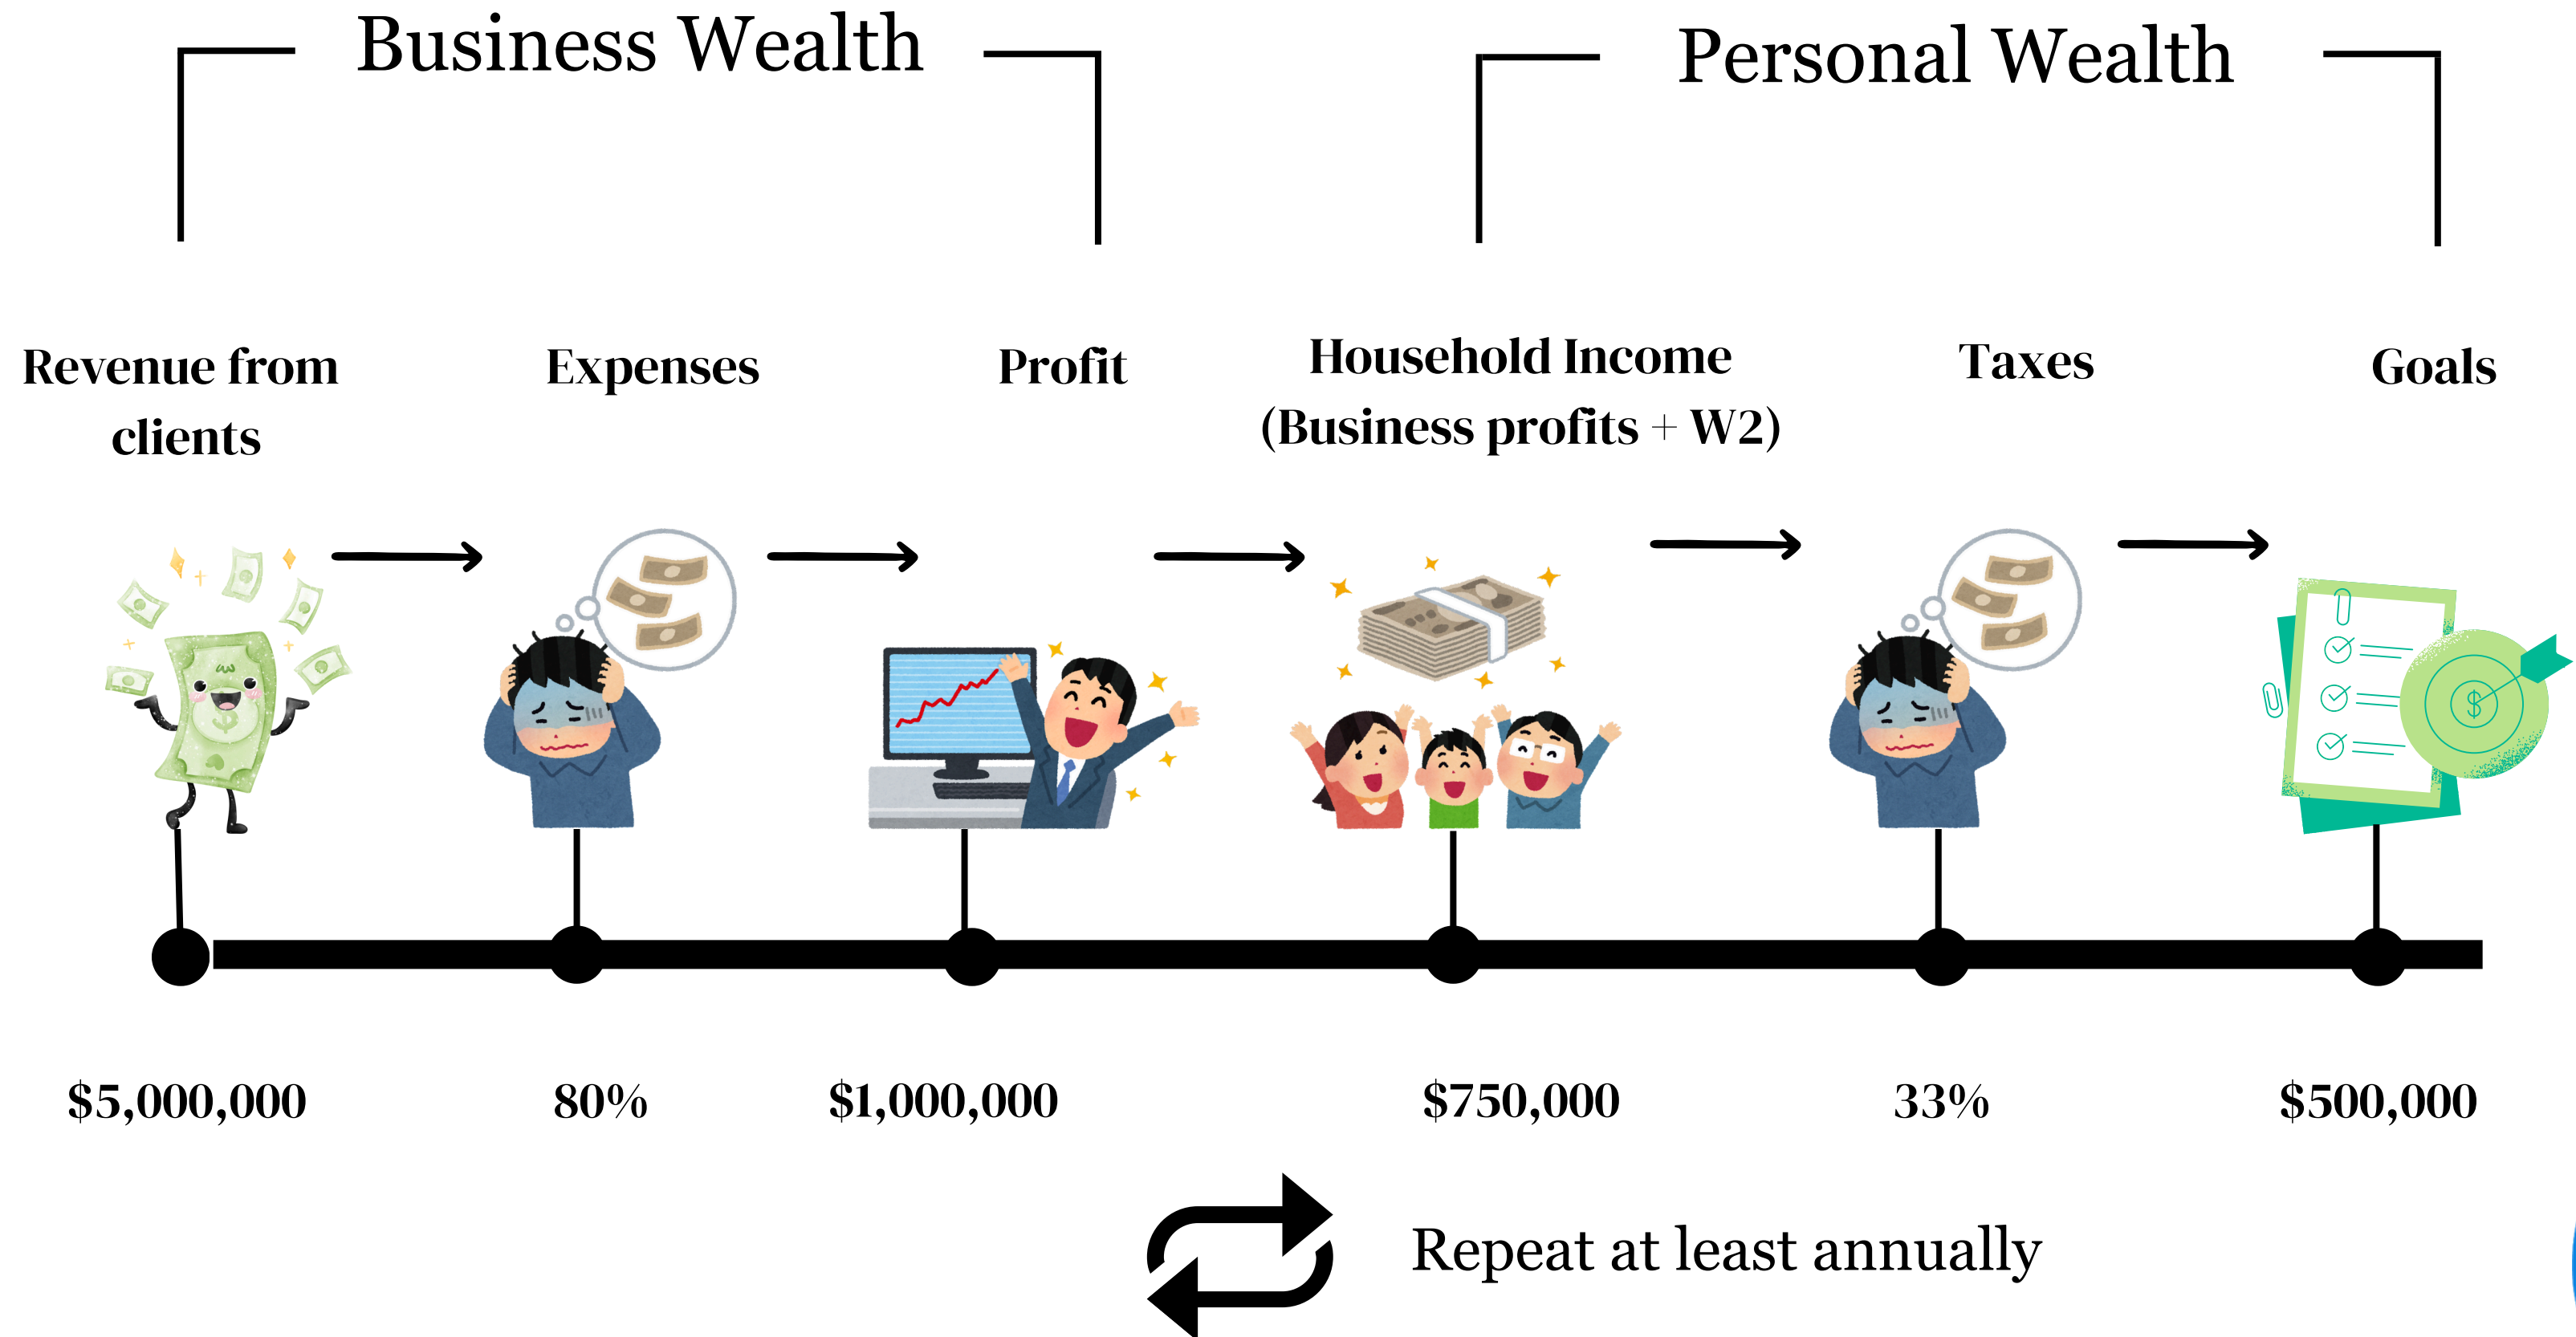 Business Wealth
Personal Wealth
Revenue from
clients
Expenses
Profit
Household Income
(Business profits + W2)
Taxes
Goals
$5,000,000
80%
$1,000,000
$750,000
33%
$500,000
Repeat at least annually